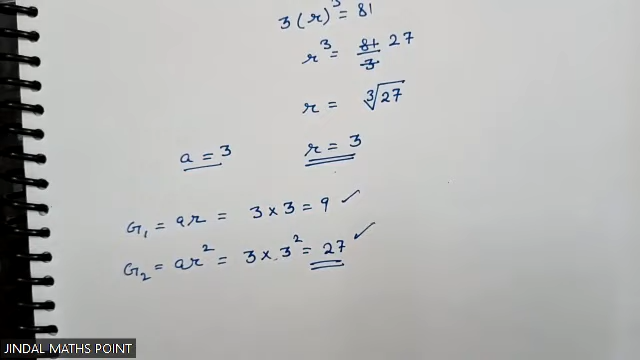 3(r)³ = 81
r³ = 81/3 27
r = ∛27
a = 3
r = 3
G₁ = ar = 3 × 3 = 9 ✓
G₂ = ar² = 3 × 3² = 27 ✓
JINDAL MATHS POINT